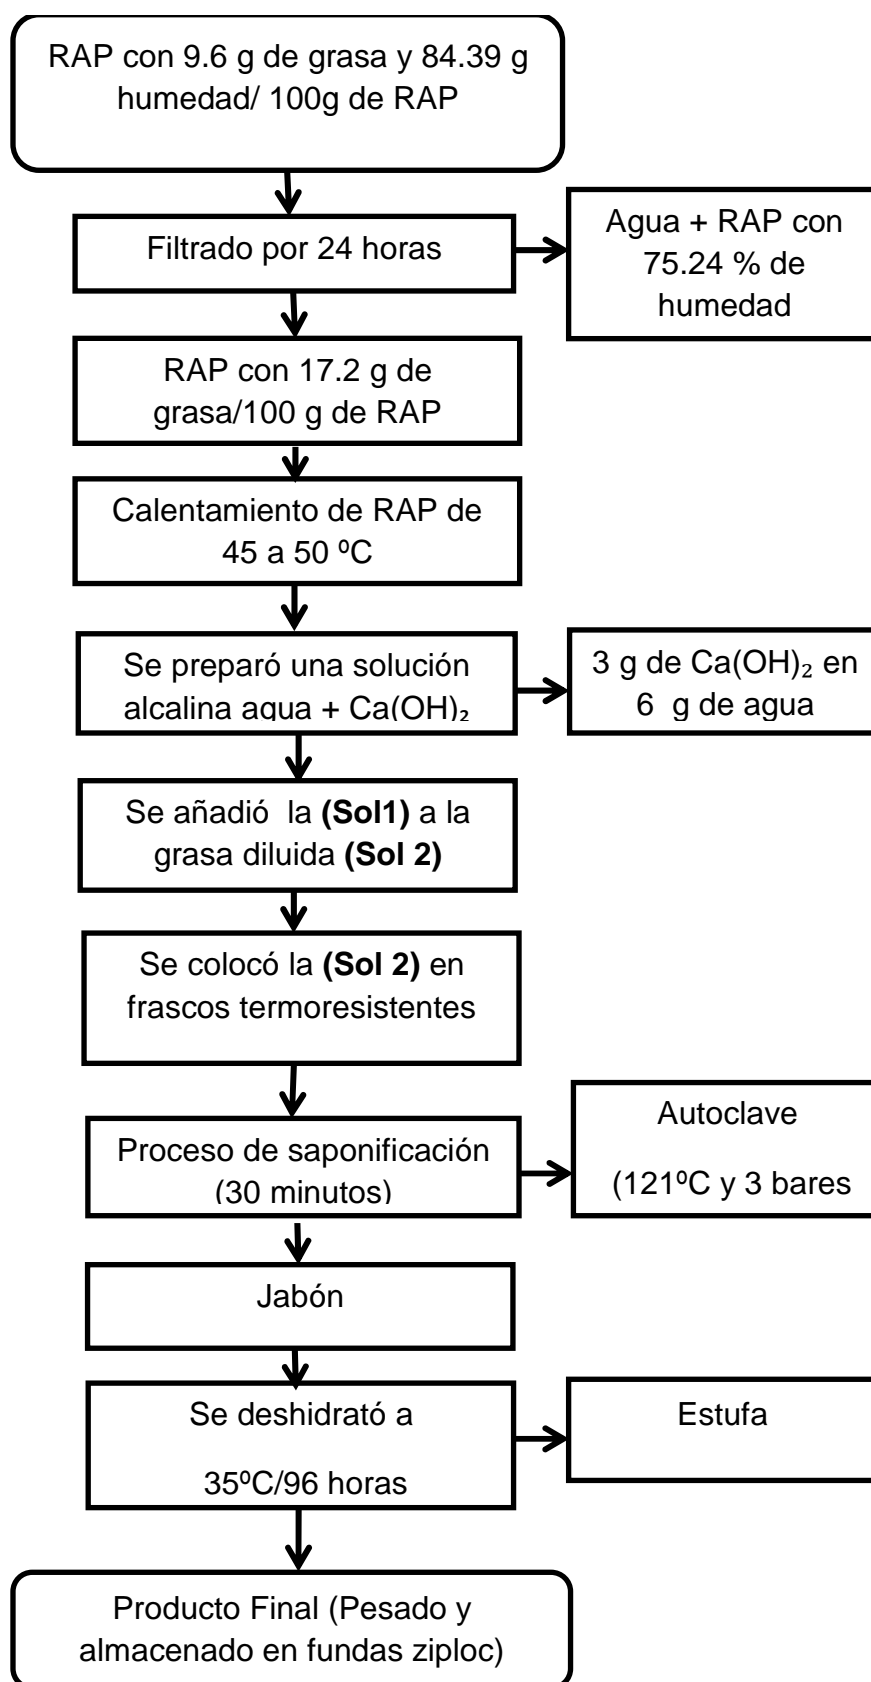 RAP con 9.6 g de grasa y 84.39 g
humedad/ 100g de RAP
Filtrado por 24 horas
Agua + RAP con
75.24 % de
humedad
RAP con 17.2 g de
grasa/100 g de RAP
Calentamiento de RAP de
45 a 50 ºC
Se preparó una solución
alcalina agua + Ca(OH)₂
3 g de Ca(OH)₂ en
6 g de agua
Se añadió la (Sol1) a la
grasa diluida (Sol 2)
Se colocó la (Sol 2) en
frascos termoresistentes
Proceso de saponificación
(30 minutos)
Autoclave
(121ºC y 3 bares
Jabón
Se deshidrató a
35ºC/96 horas
Estufa
Producto Final (Pesado y
almacenado en fundas ziploc)